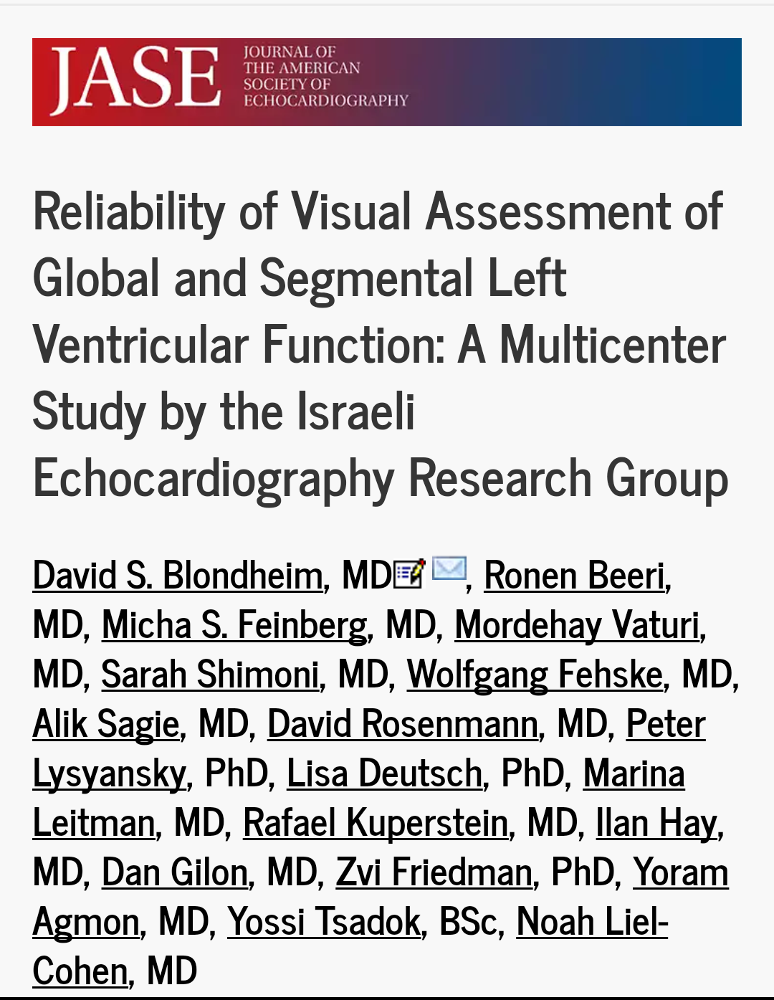 JASE
JOURNAL OF
THE AMERICAN
SOCIETY OF
ECHOCARDIOGRAPHY
Reliability of Visual Assessment of
Global and Segmental Left
Ventricular Function: A Multicenter
Study by the Israeli
Echocardiography Research Group
David S. Blondheim, MD, Ronen Beeri,
MD, Micha S. Feinberg, MD, Mordehay Vaturi,
MD, Sarah Shimoni, MD, Wolfgang Fehske, MD,
Alik Sagie, MD, David Rosenmann, MD, Peter
Lysyansky, PhD, Lisa Deutsch, PhD, Marina
Leitman, MD, Rafael Kuperstein, MD, Ilan Hay,
MD, Dan Gilon, MD, Zvi Friedman, PhD, Yoram
Agmon, MD, Yossi Tsadok, BSc, Noah Liel-
Cohen, MD